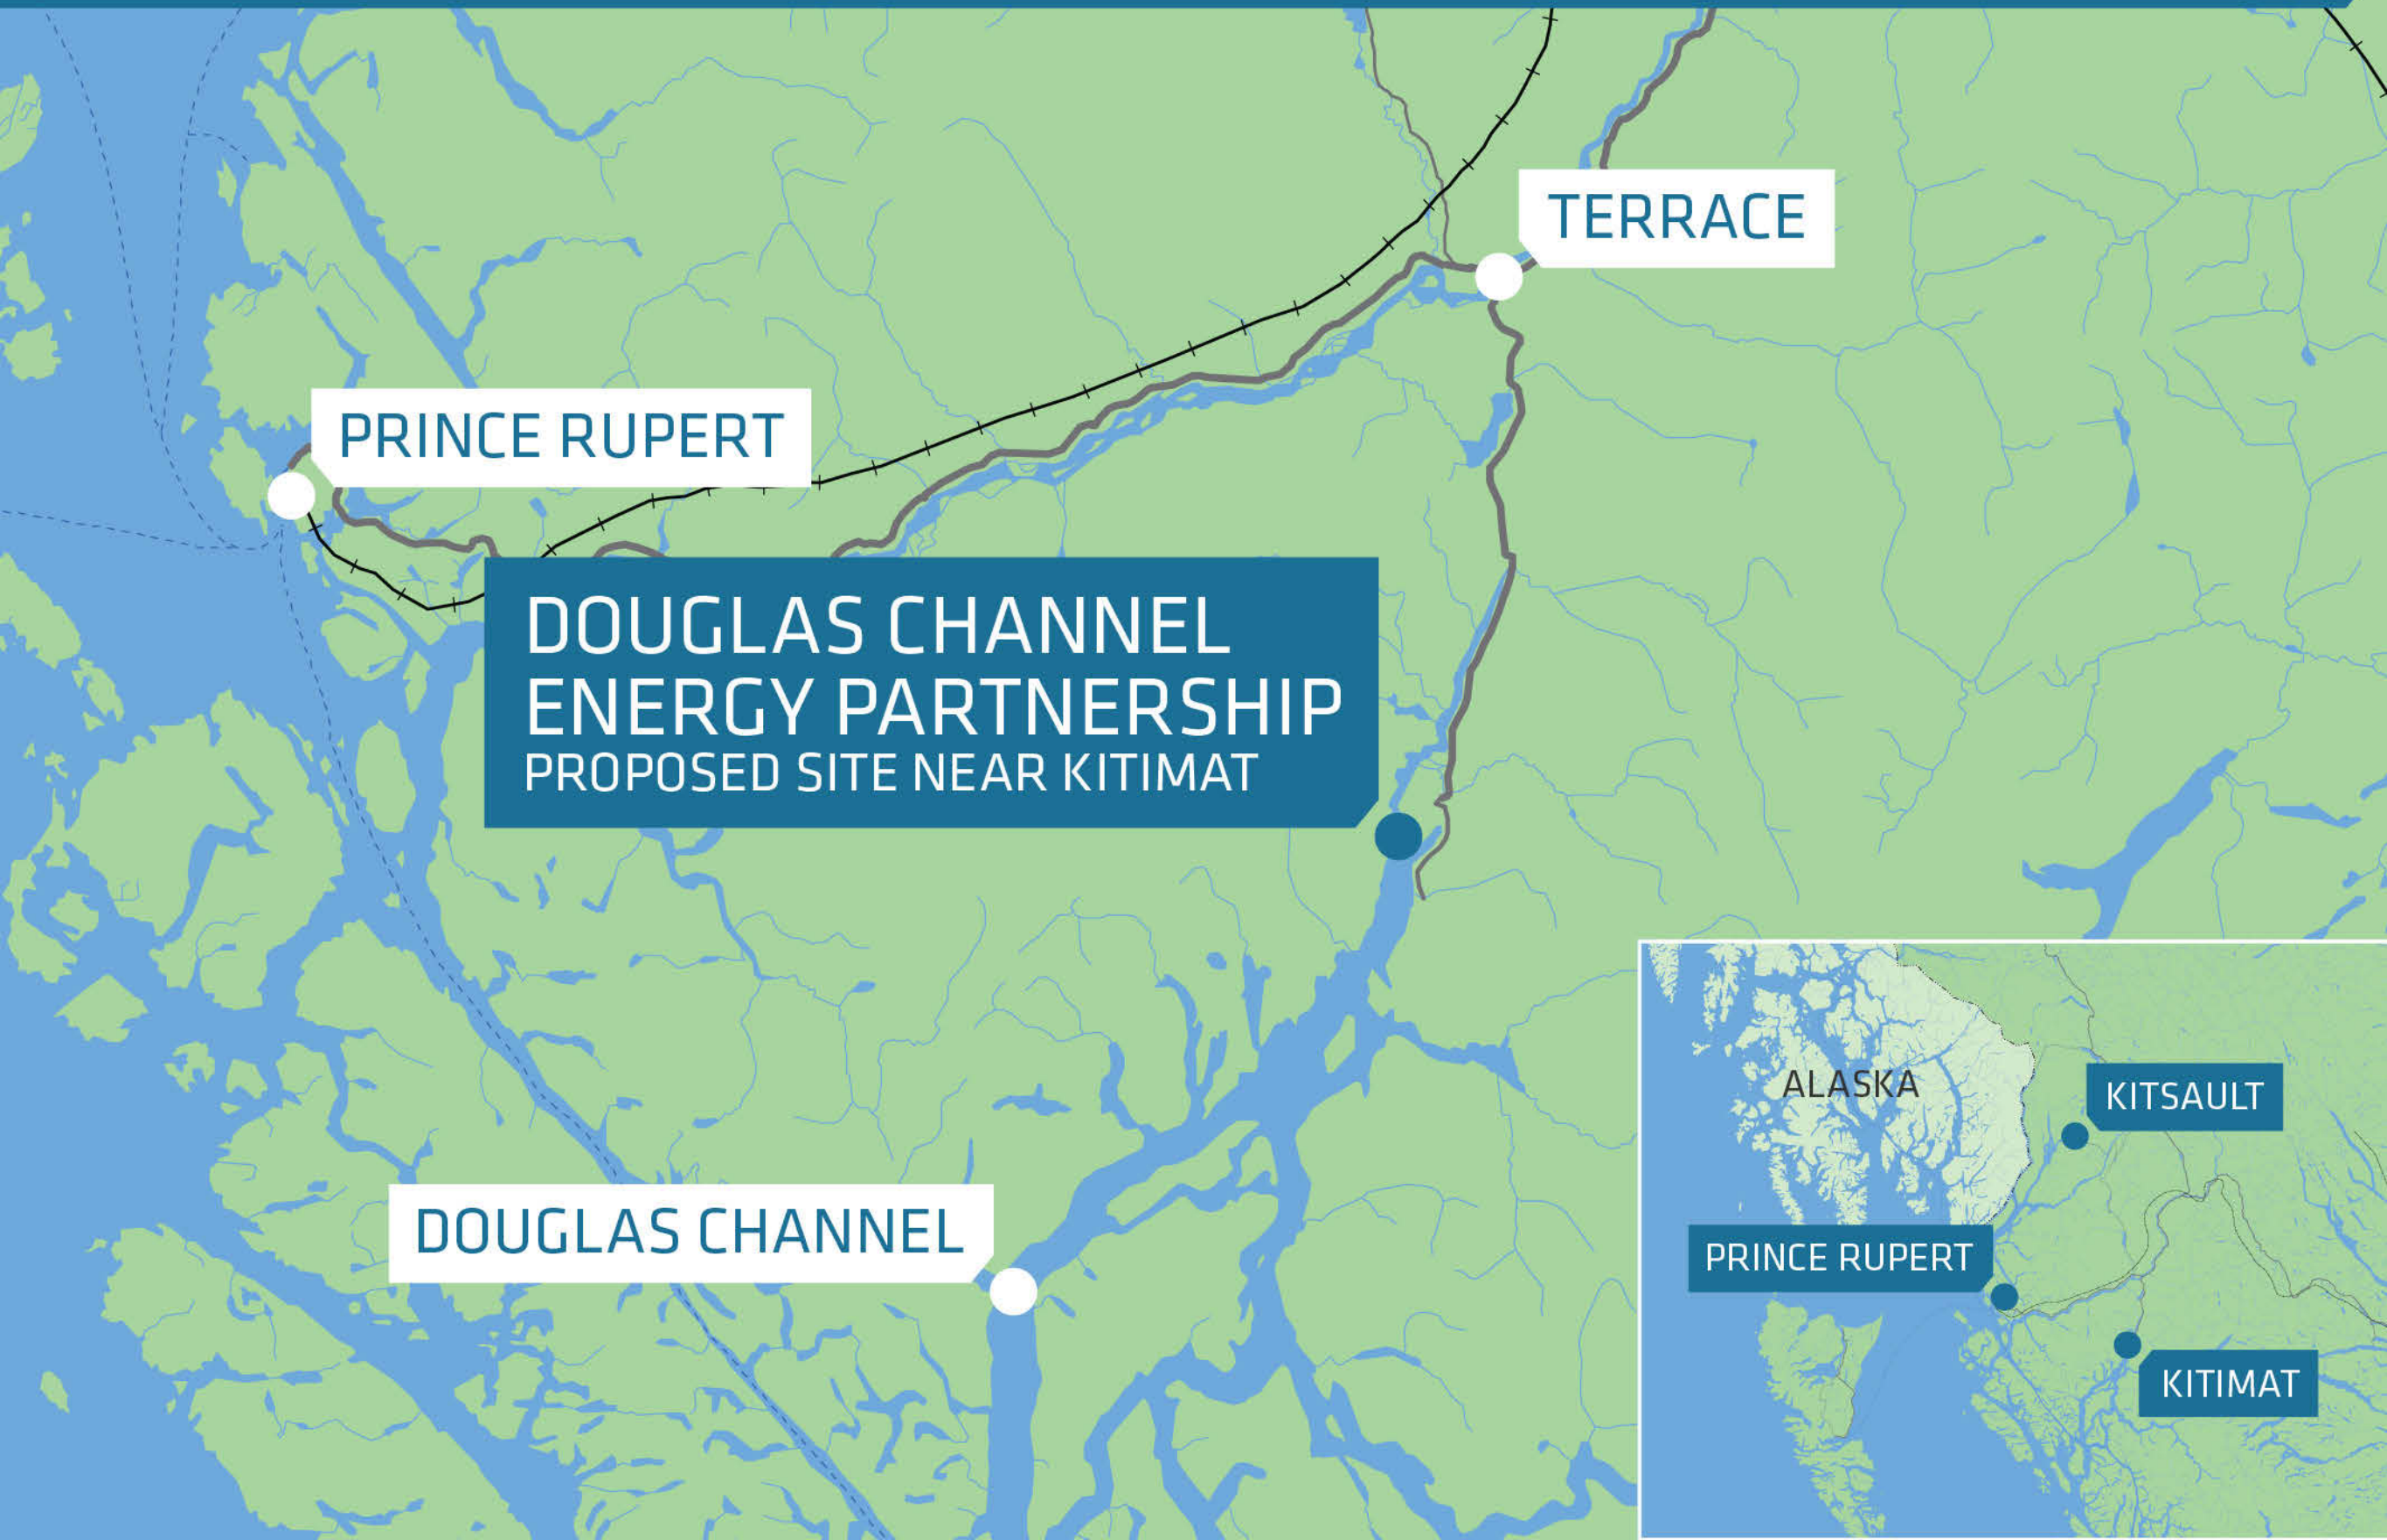 TERRACE
PRINCE RUPERT
DOUGLAS CHANNEL
ENERGY PARTNERSHIP
PROPOSED SITE NEAR KITIMAT
DOUGLAS CHANNEL
ALASKA
KITSAULT
PRINCE RUPERT
KITIMAT